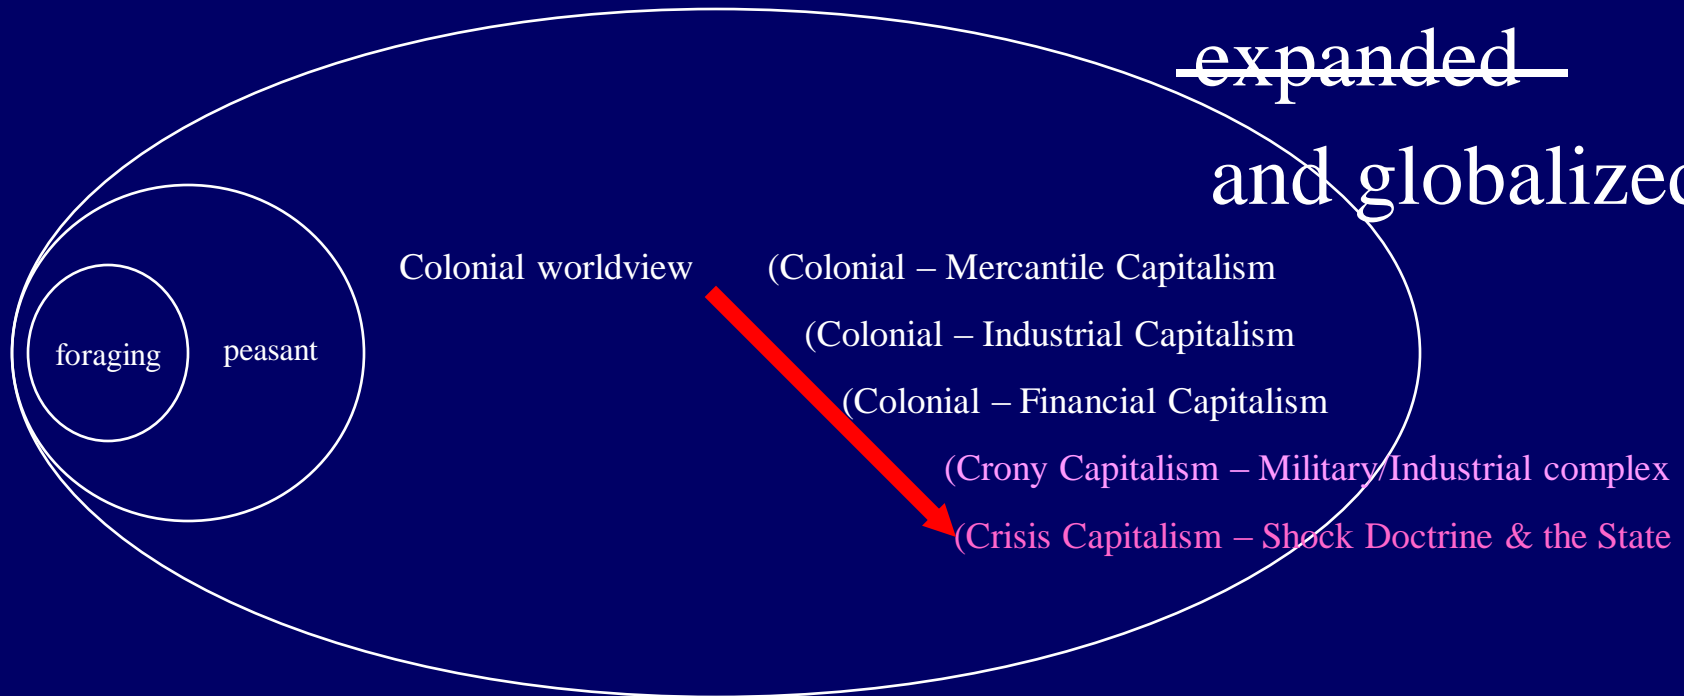 expanded
and globalized
Colonial worldview (Colonial – Mercantile Capitalism
foraging peasant (Colonial – Industrial Capitalism
(Colonial – Financial Capitalism
(Crony Capitalism – Military/Industrial complex
(Crisis Capitalism – Shock Doctrine & the State